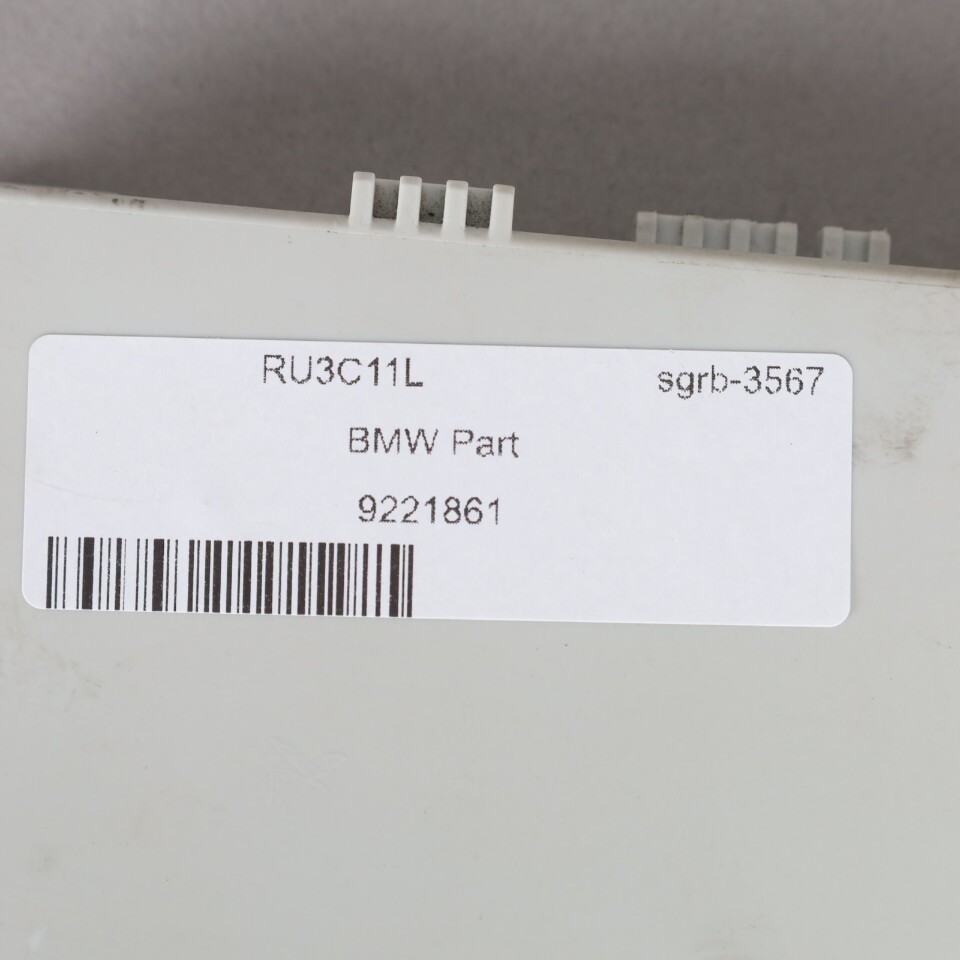 RU3C11L sgrb-3567
BMW Part
9221861